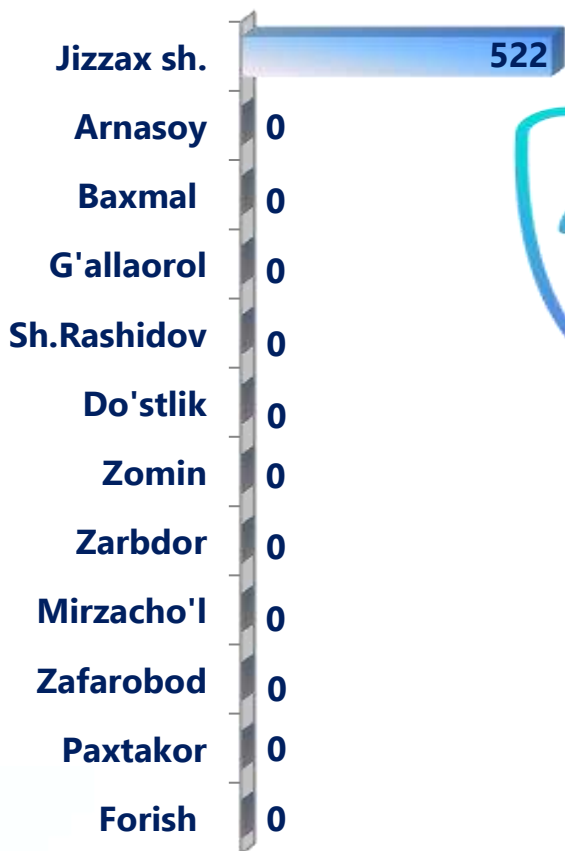 Jizzax sh. 522
Arnasoy 0
Baxmal 0
G'allaorol 0
Sh.Rashidov 0
Do'stlik 0
Zomin 0
Zarbdor 0
Mirzacho'l 0
Zafarobod 0
Paxtakor 0
Forish 0